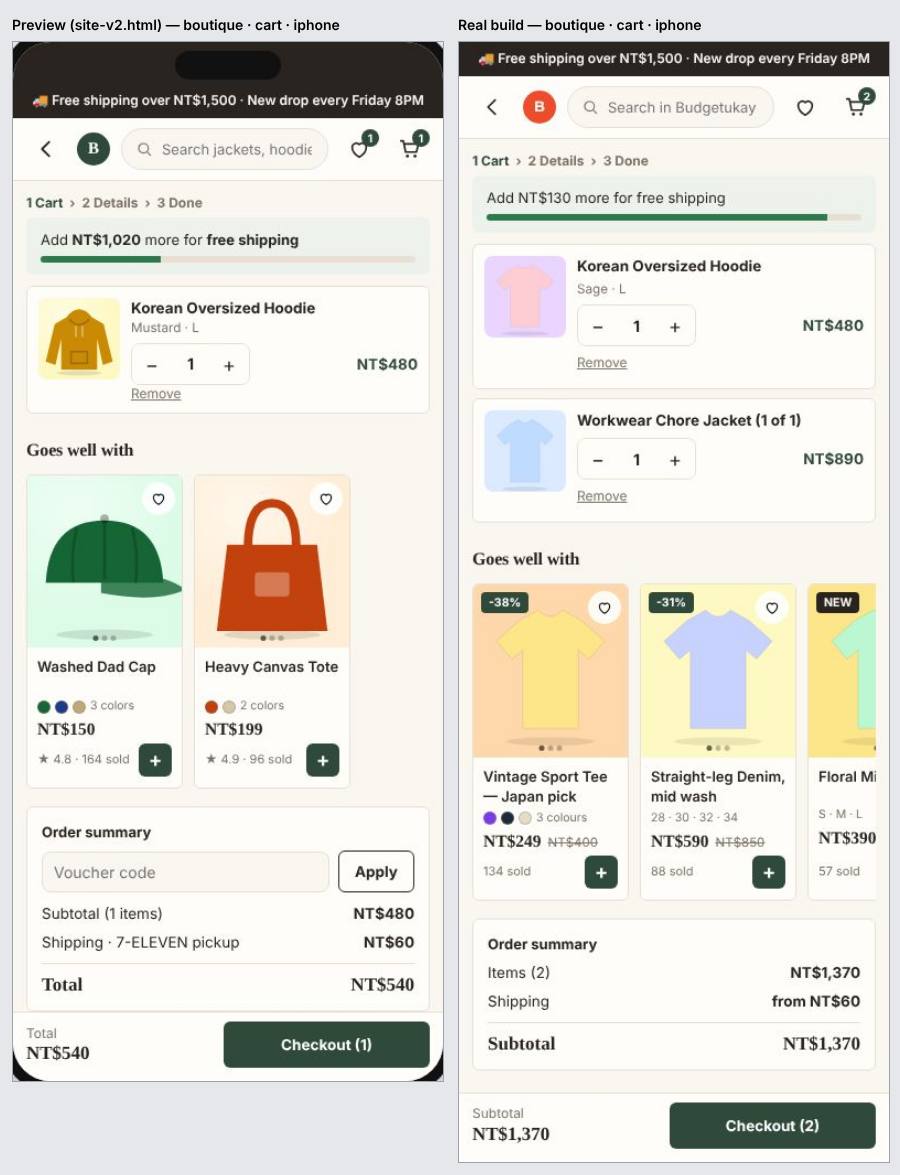 Preview (site-v2.html) — boutique · cart · iphone
🚚 Free shipping over NT$1,500 · New drop every Friday 8PM
B
Search jackets, hoodie
1
1
1 Cart › 2 Details › 3 Done
Add NT$1,020 more for free shipping
Korean Oversized Hoodie
Mustard · L
− 1 +
NT$480
Remove
Goes well with
Washed Dad Cap
3 colors
NT$150
★ 4.8 · 164 sold
+
Heavy Canvas Tote
2 colors
NT$199
★ 4.9 · 96 sold
+
Order summary
Voucher code
Apply
Subtotal (1 items)
NT$480
Shipping · 7-ELEVEN pickup
NT$60
Total
NT$540
Total
NT$540
Checkout (1)
Real build — boutique · cart · iphone
🚚 Free shipping over NT$1,500 · New drop every Friday 8PM
B
Search in Budgetukay
2
1 Cart › 2 Details › 3 Done
Add NT$130 more for free shipping
Korean Oversized Hoodie
Sage · L
− 1 +
NT$480
Remove
Workwear Chore Jacket (1 of 1)
− 1 +
NT$890
Remove
Goes well with
-38%
Vintage Sport Tee
— Japan pick
3 colours
NT$249 NT$400
134 sold
+
-31%
Straight-leg Denim,
mid wash
28 · 30 · 32 · 34
NT$590 NT$850
88 sold
+
NEW
Floral Mi
S · M · L
NT$390
57 sold
Order summary
Items (2)
NT$1,370
Shipping
from NT$60
Subtotal
NT$1,370
Subtotal
NT$1,370
Checkout (2)